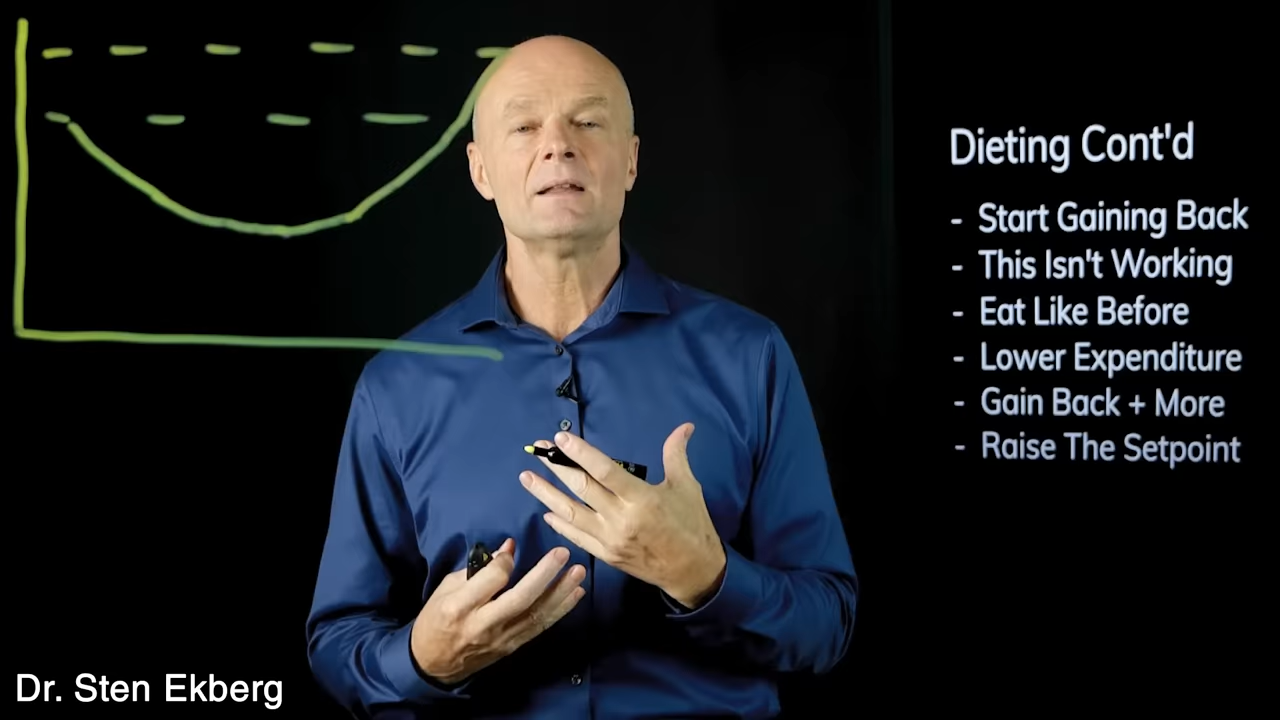 Dieting Cont'd
- Start Gaining Back
- This Isn't Working
- Eat Like Before
- Lower Expenditure
- Gain Back + More
- Raise The Setpoint
Dr. Sten Ekberg